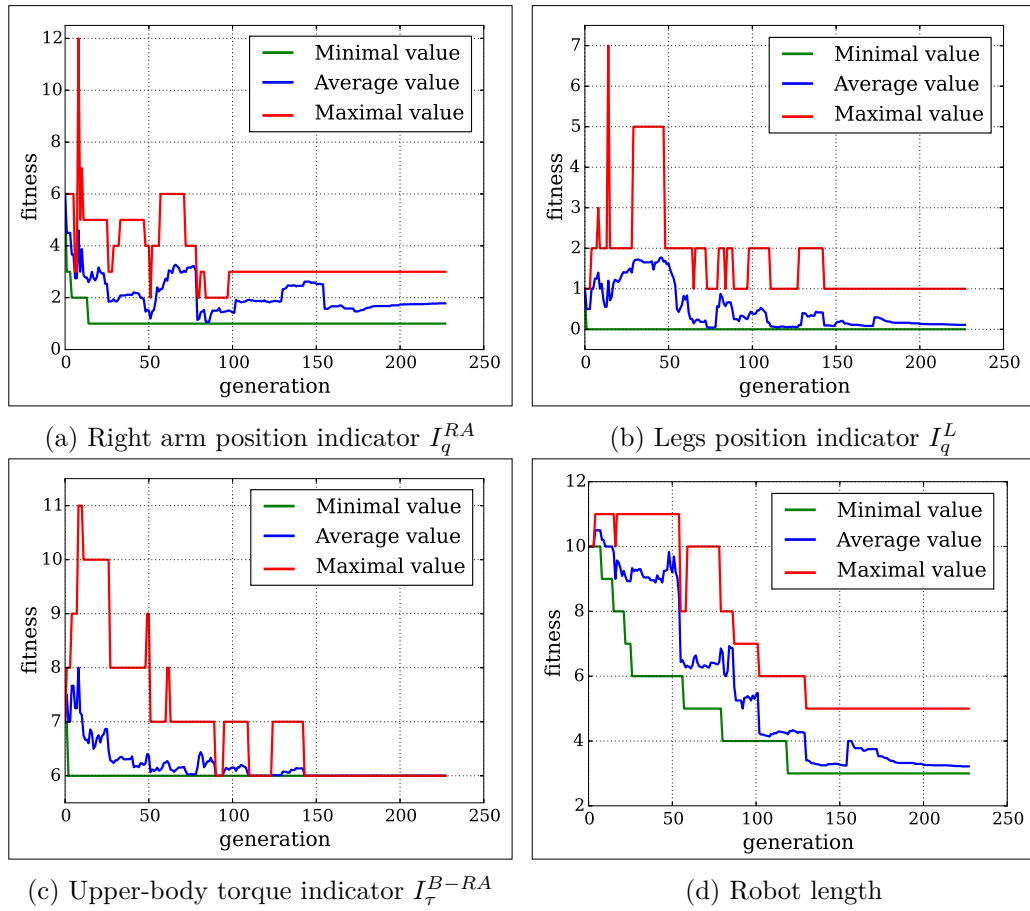 12
10
8
6
4
2
0
fitness
0 50 100 150 200 250
generation
Minimal value
Average value
Maximal value
(a) Right arm position indicator I_q^{RA}
7
6
5
4
3
2
1
0
fitness
0 50 100 150 200 250
generation
Minimal value
Average value
Maximal value
(b) Legs position indicator I_q^L
11
10
9
8
7
6
fitness
0 50 100 150 200 250
generation
Minimal value
Average value
Maximal value
(c) Upper-body torque indicator I_τ^{B−RA}
12
10
8
6
4
2
fitness
0 50 100 150 200 250
generation
Minimal value
Average value
Maximal value
(d) Robot length